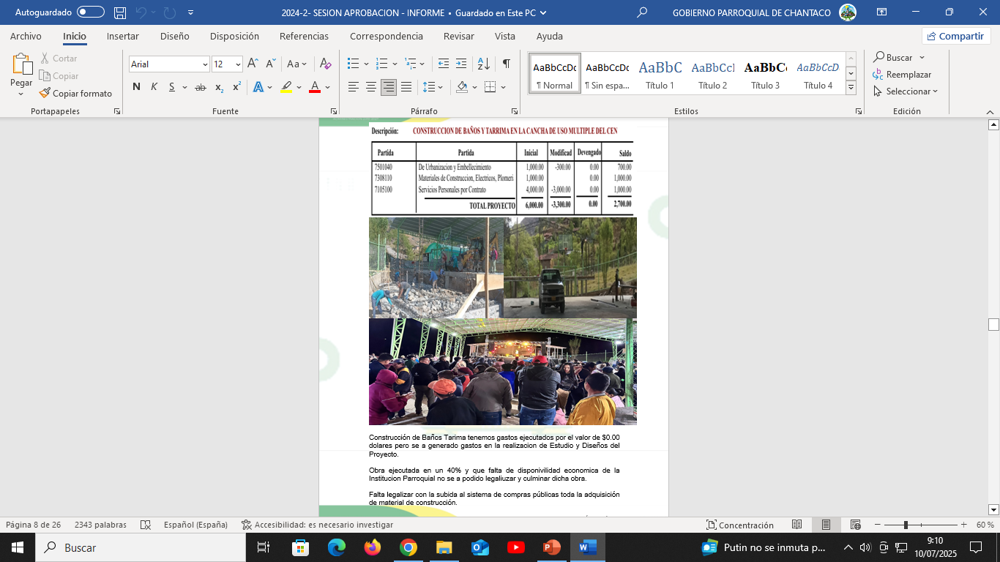 Autoguardado 2024-2- SESION APROBACION - INFORME • Guardado en Este PC GOBIERNO PARROQUIAL DE CHANTACO
Archivo Inicio Insertar Diseño Disposición Referencias Correspondencia Revisar Vista Ayuda Compartir
Pegar
Cortar
Copiar
Copiar formato
Portapapeles
Arial 12
Fuente
Párrafo
AaBbCcDc AaBbCcDc AaBbC AaBbCcI AaBbC AaBbCcD
¶ Normal ¶ Sin espa... Título 1 Título 2 Título 3 Título 4
Estilos
Buscar
Reemplazar
Seleccionar
Edición
Descripción: CONSTRUCCION DE BAÑOS Y TARRIMA EN LA CANCHA DE USO MULTIPLE DEL CEN
Partida Partida Inicial Modificad Devengado Saldo
7501040 De Urbanizacion y Embellecimiento 1,000.00 -300.00 0.00 700.00
7308110 Materiales de Construccion, Electricos, Plomeri 1,000.00 0.00 1,000.00
7105100 Servicios Personales por Contrato 4,000.00 -3,000.00 0.00 1,000.00
TOTAL PROYECTO 6,000.00 -3,300.00 0.00 2,700.00
Construcción de Baños Tarima tenemos gastos ejecutados por el valor de $0.00
dolares pero se a generado gastos en la realizacion de Estudio y Diseños del
Proyecto.
Obra ejecutada en un 40% y que falta de disponivilidad economica de la
Institucion Parroquial no se a podido legaliuzar y culminar dicha obra.
Falta legalizar con la subida al sistema de compras públicas toda la adquisición
de material de construcción.
Página 8 de 26 2343 palabras Español (España) Accesibilidad: es necesario investigar Concentración 60 %
Buscar
Putin no se inmuta p...
9:10
10/07/2025